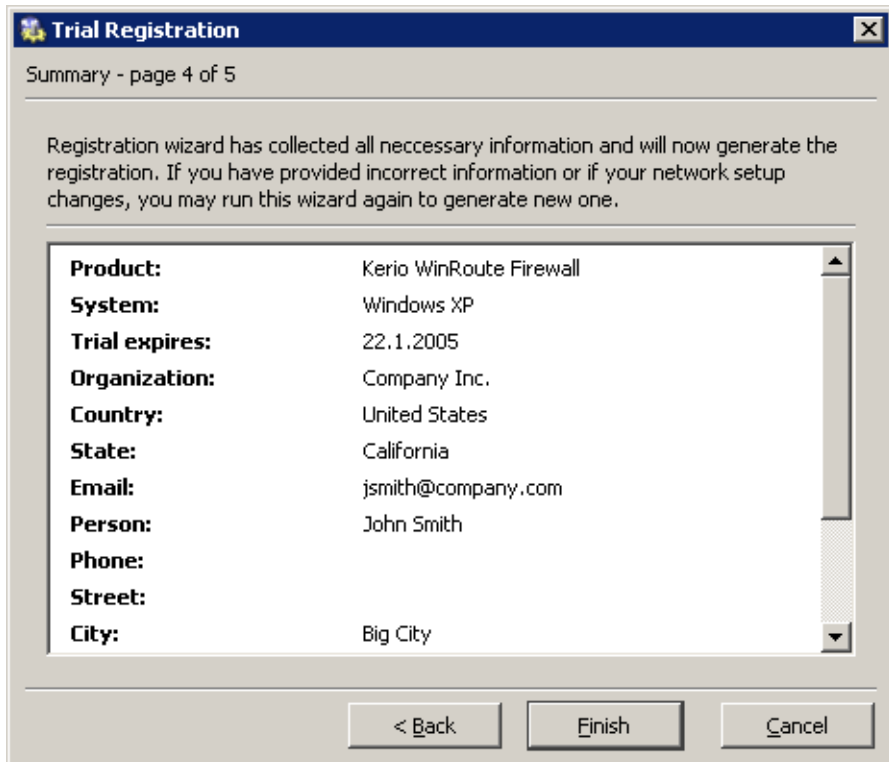 Trial Registration
Summary - page 4 of 5
Registration wizard has collected all neccessary information and will now generate the
registration. If you have provided incorrect information or if your network setup
changes, you may run this wizard again to generate new one.
Product: Kerio WinRoute Firewall
System: Windows XP
Trial expires: 22.1.2005
Organization: Company Inc.
Country: United States
State: California
Email: jsmith@company.com
Person: John Smith
Phone:
Street:
City: Big City
< Back Finish Cancel